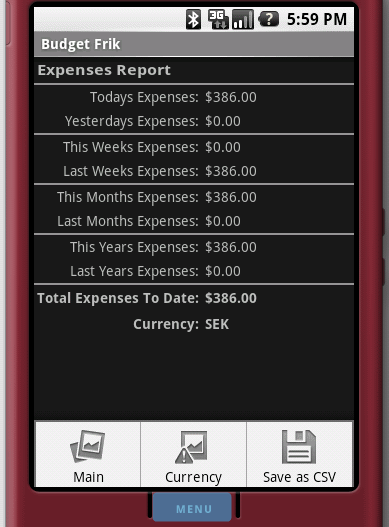 3G
5:59 PM
Budget Frik
Expenses Report
Todays Expenses: $386.00
Yesterdays Expenses: $0.00
This Weeks Expenses: $0.00
Last Weeks Expenses: $386.00
This Months Expenses: $386.00
Last Months Expenses: $0.00
This Years Expenses: $386.00
Last Years Expenses: $0.00
Total Expenses To Date: $386.00
Currency: SEK
Main Currency Save as CSV
MENU